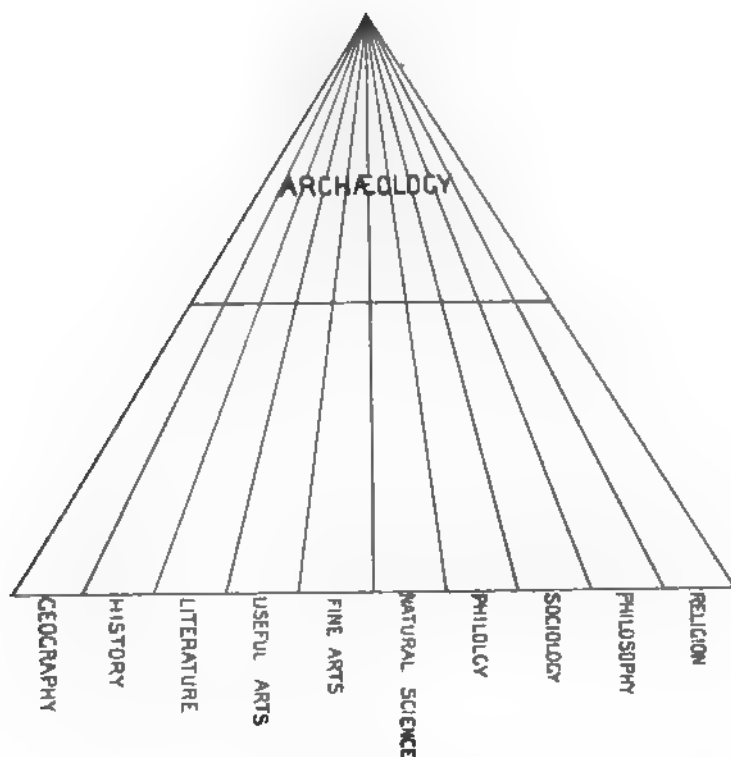 ARCHÆOLOGY
GEOGRAPHY
HISTORY
LITERATURE
USEFUL ARTS
FINE ARTS
NATURAL SCIENCE
PHILOLGY
SOCIOLOGY
PHILOSOPHY
RELIGION